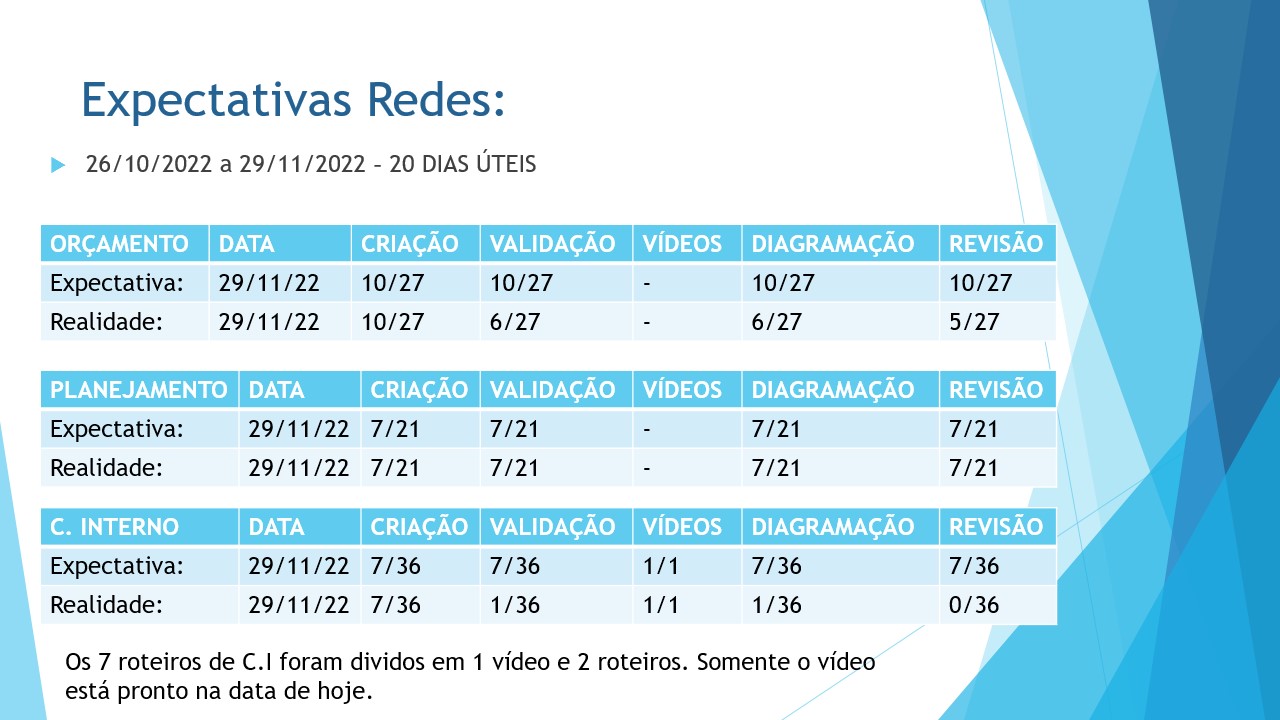 Expectativas Redes:
26/10/2022 a 29/11/2022 – 20 DIAS ÚTEIS
ORÇAMENTO DATA CRIAÇÃO VALIDAÇÃO VÍDEOS DIAGRAMAÇÃO REVISÃO
Expectativa: 29/11/22 10/27 10/27 - 10/27 10/27
Realidade: 29/11/22 10/27 6/27 - 6/27 5/27
PLANEJAMENTO DATA CRIAÇÃO VALIDAÇÃO VÍDEOS DIAGRAMAÇÃO REVISÃO
Expectativa: 29/11/22 7/21 7/21 - 7/21 7/21
Realidade: 29/11/22 7/21 7/21 - 7/21 7/21
C. INTERNO DATA CRIAÇÃO VALIDAÇÃO VÍDEOS DIAGRAMAÇÃO REVISÃO
Expectativa: 29/11/22 7/36 7/36 1/1 7/36 7/36
Realidade: 29/11/22 7/36 1/36 1/1 1/36 0/36
Os 7 roteiros de C.I foram dividos em 1 vídeo e 2 roteiros. Somente o vídeo
está pronto na data de hoje.